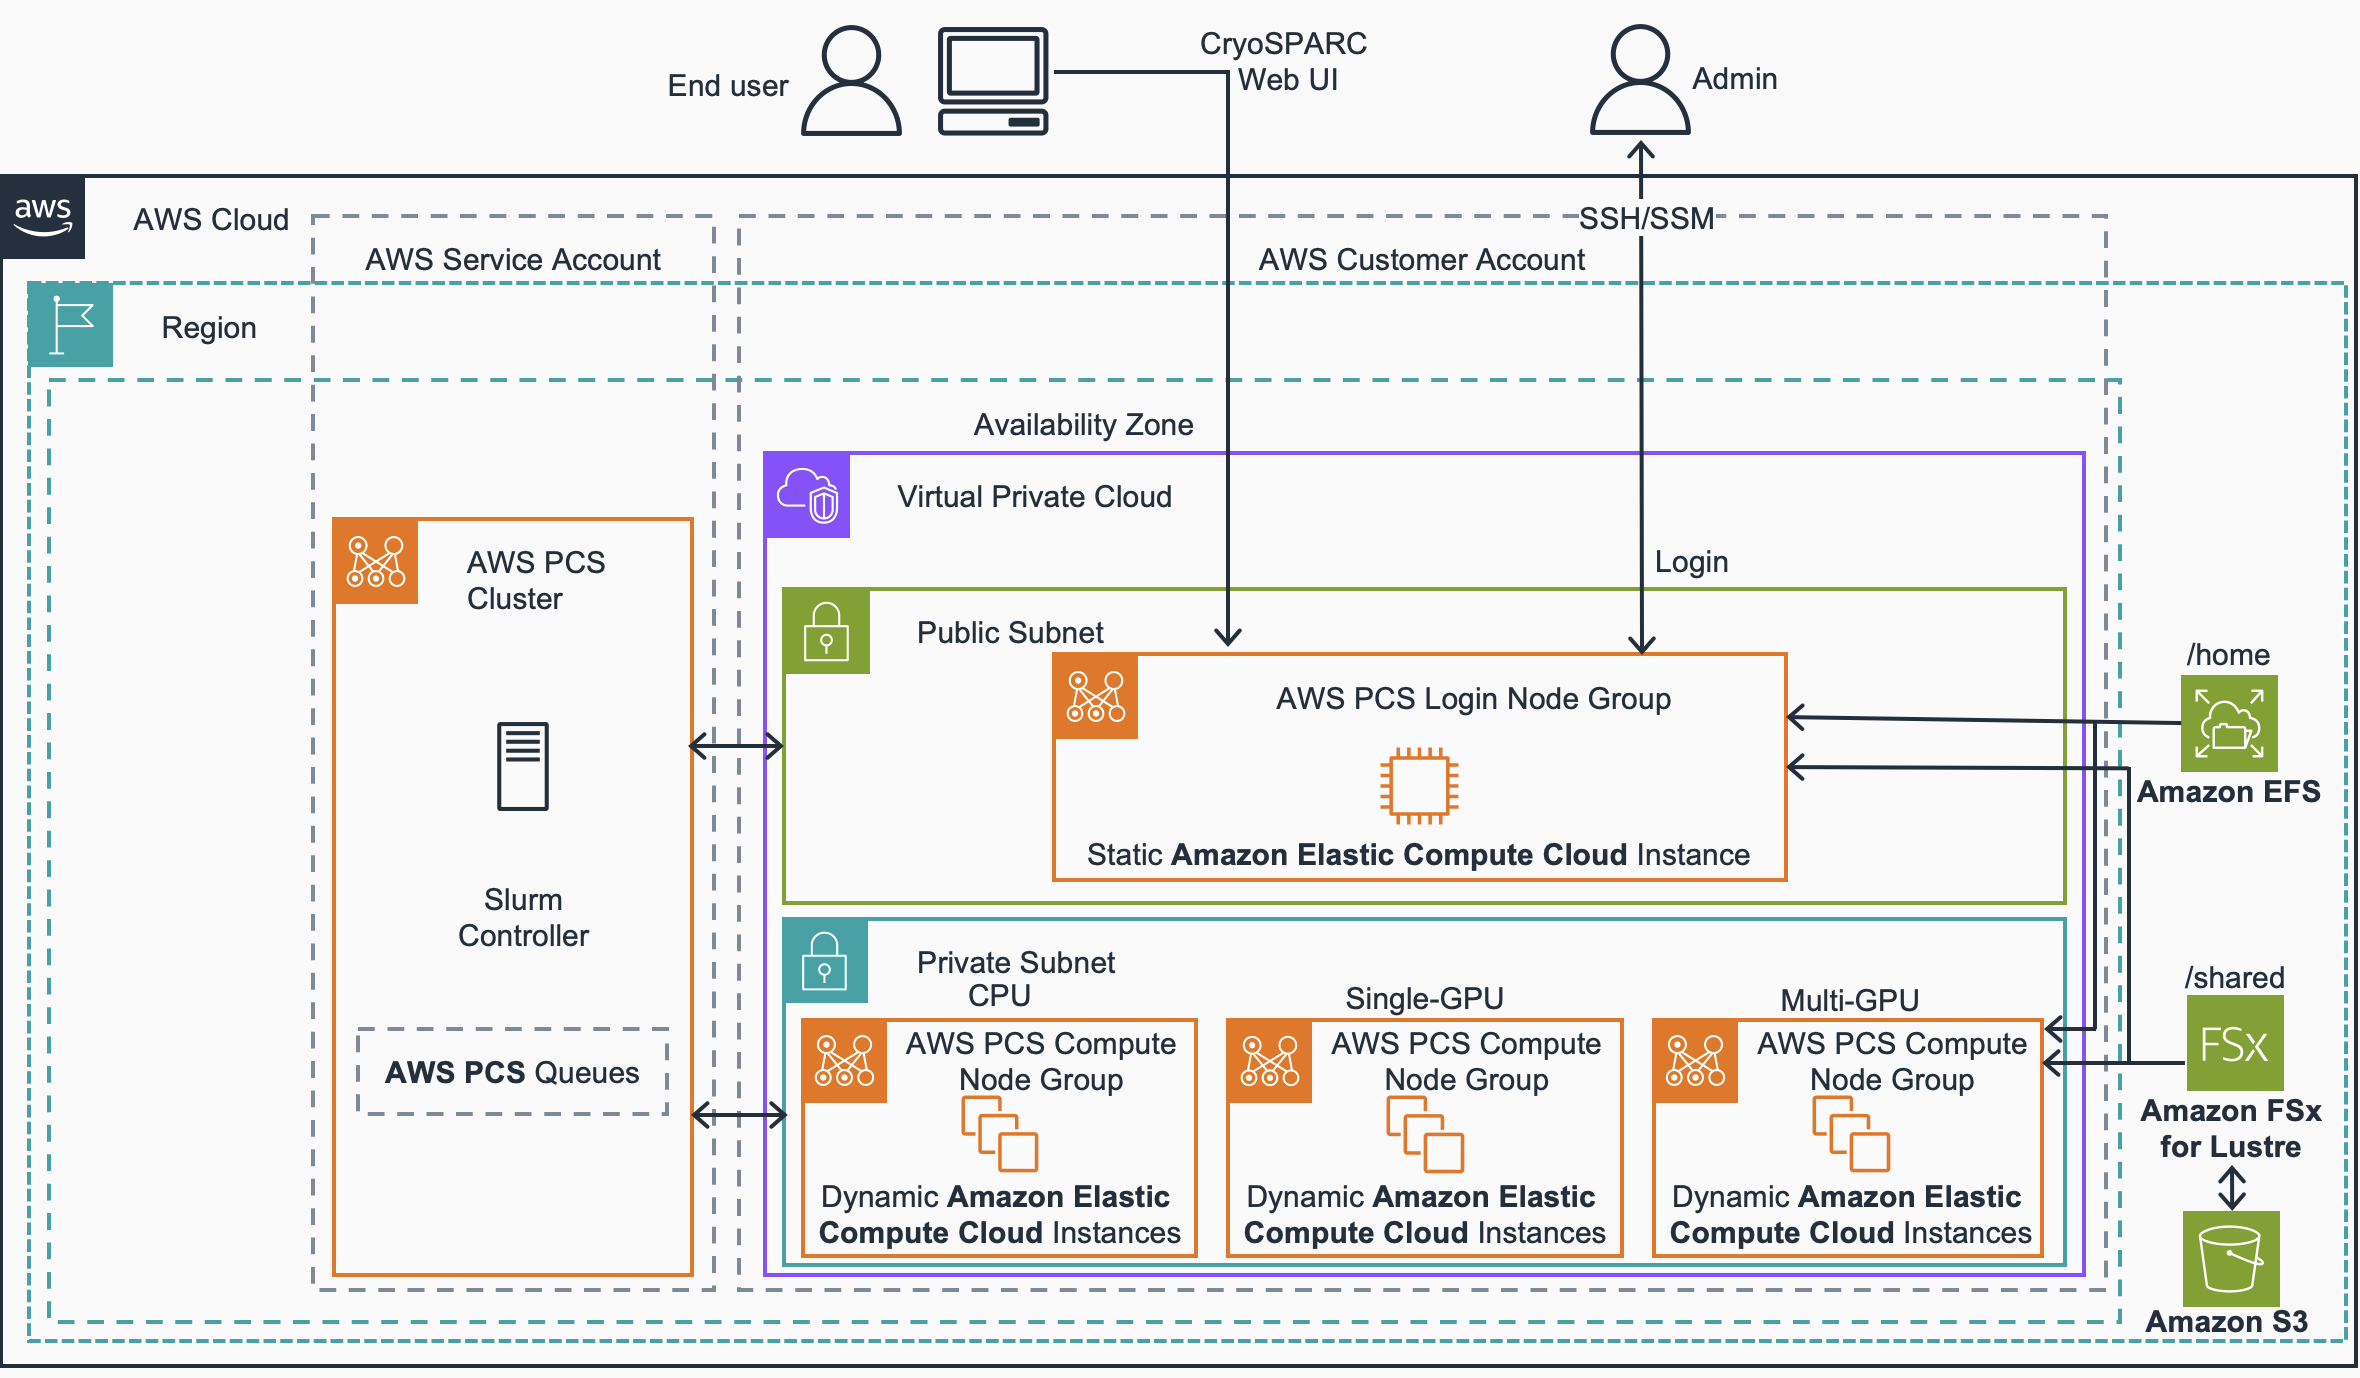 End user
CryoSPARC
Web UI
Admin
aws
AWS Cloud
SSH/SSM
AWS Service Account
AWS Customer Account
Region
Availability Zone
Virtual Private Cloud
AWS PCS
Cluster
Login
Public Subnet
/home
AWS PCS Login Node Group
Amazon EFS
Static Amazon Elastic Compute Cloud Instance
Slurm
Controller
Private Subnet
/shared
CPU
Single-GPU
Multi-GPU
FSx
AWS PCS Queues
AWS PCS Compute
Node Group
AWS PCS Compute
Node Group
AWS PCS Compute
Node Group
Amazon FSx
for Lustre
Dynamic Amazon Elastic
Compute Cloud Instances
Dynamic Amazon Elastic
Compute Cloud Instances
Dynamic Amazon Elastic
Compute Cloud Instances
Amazon S3